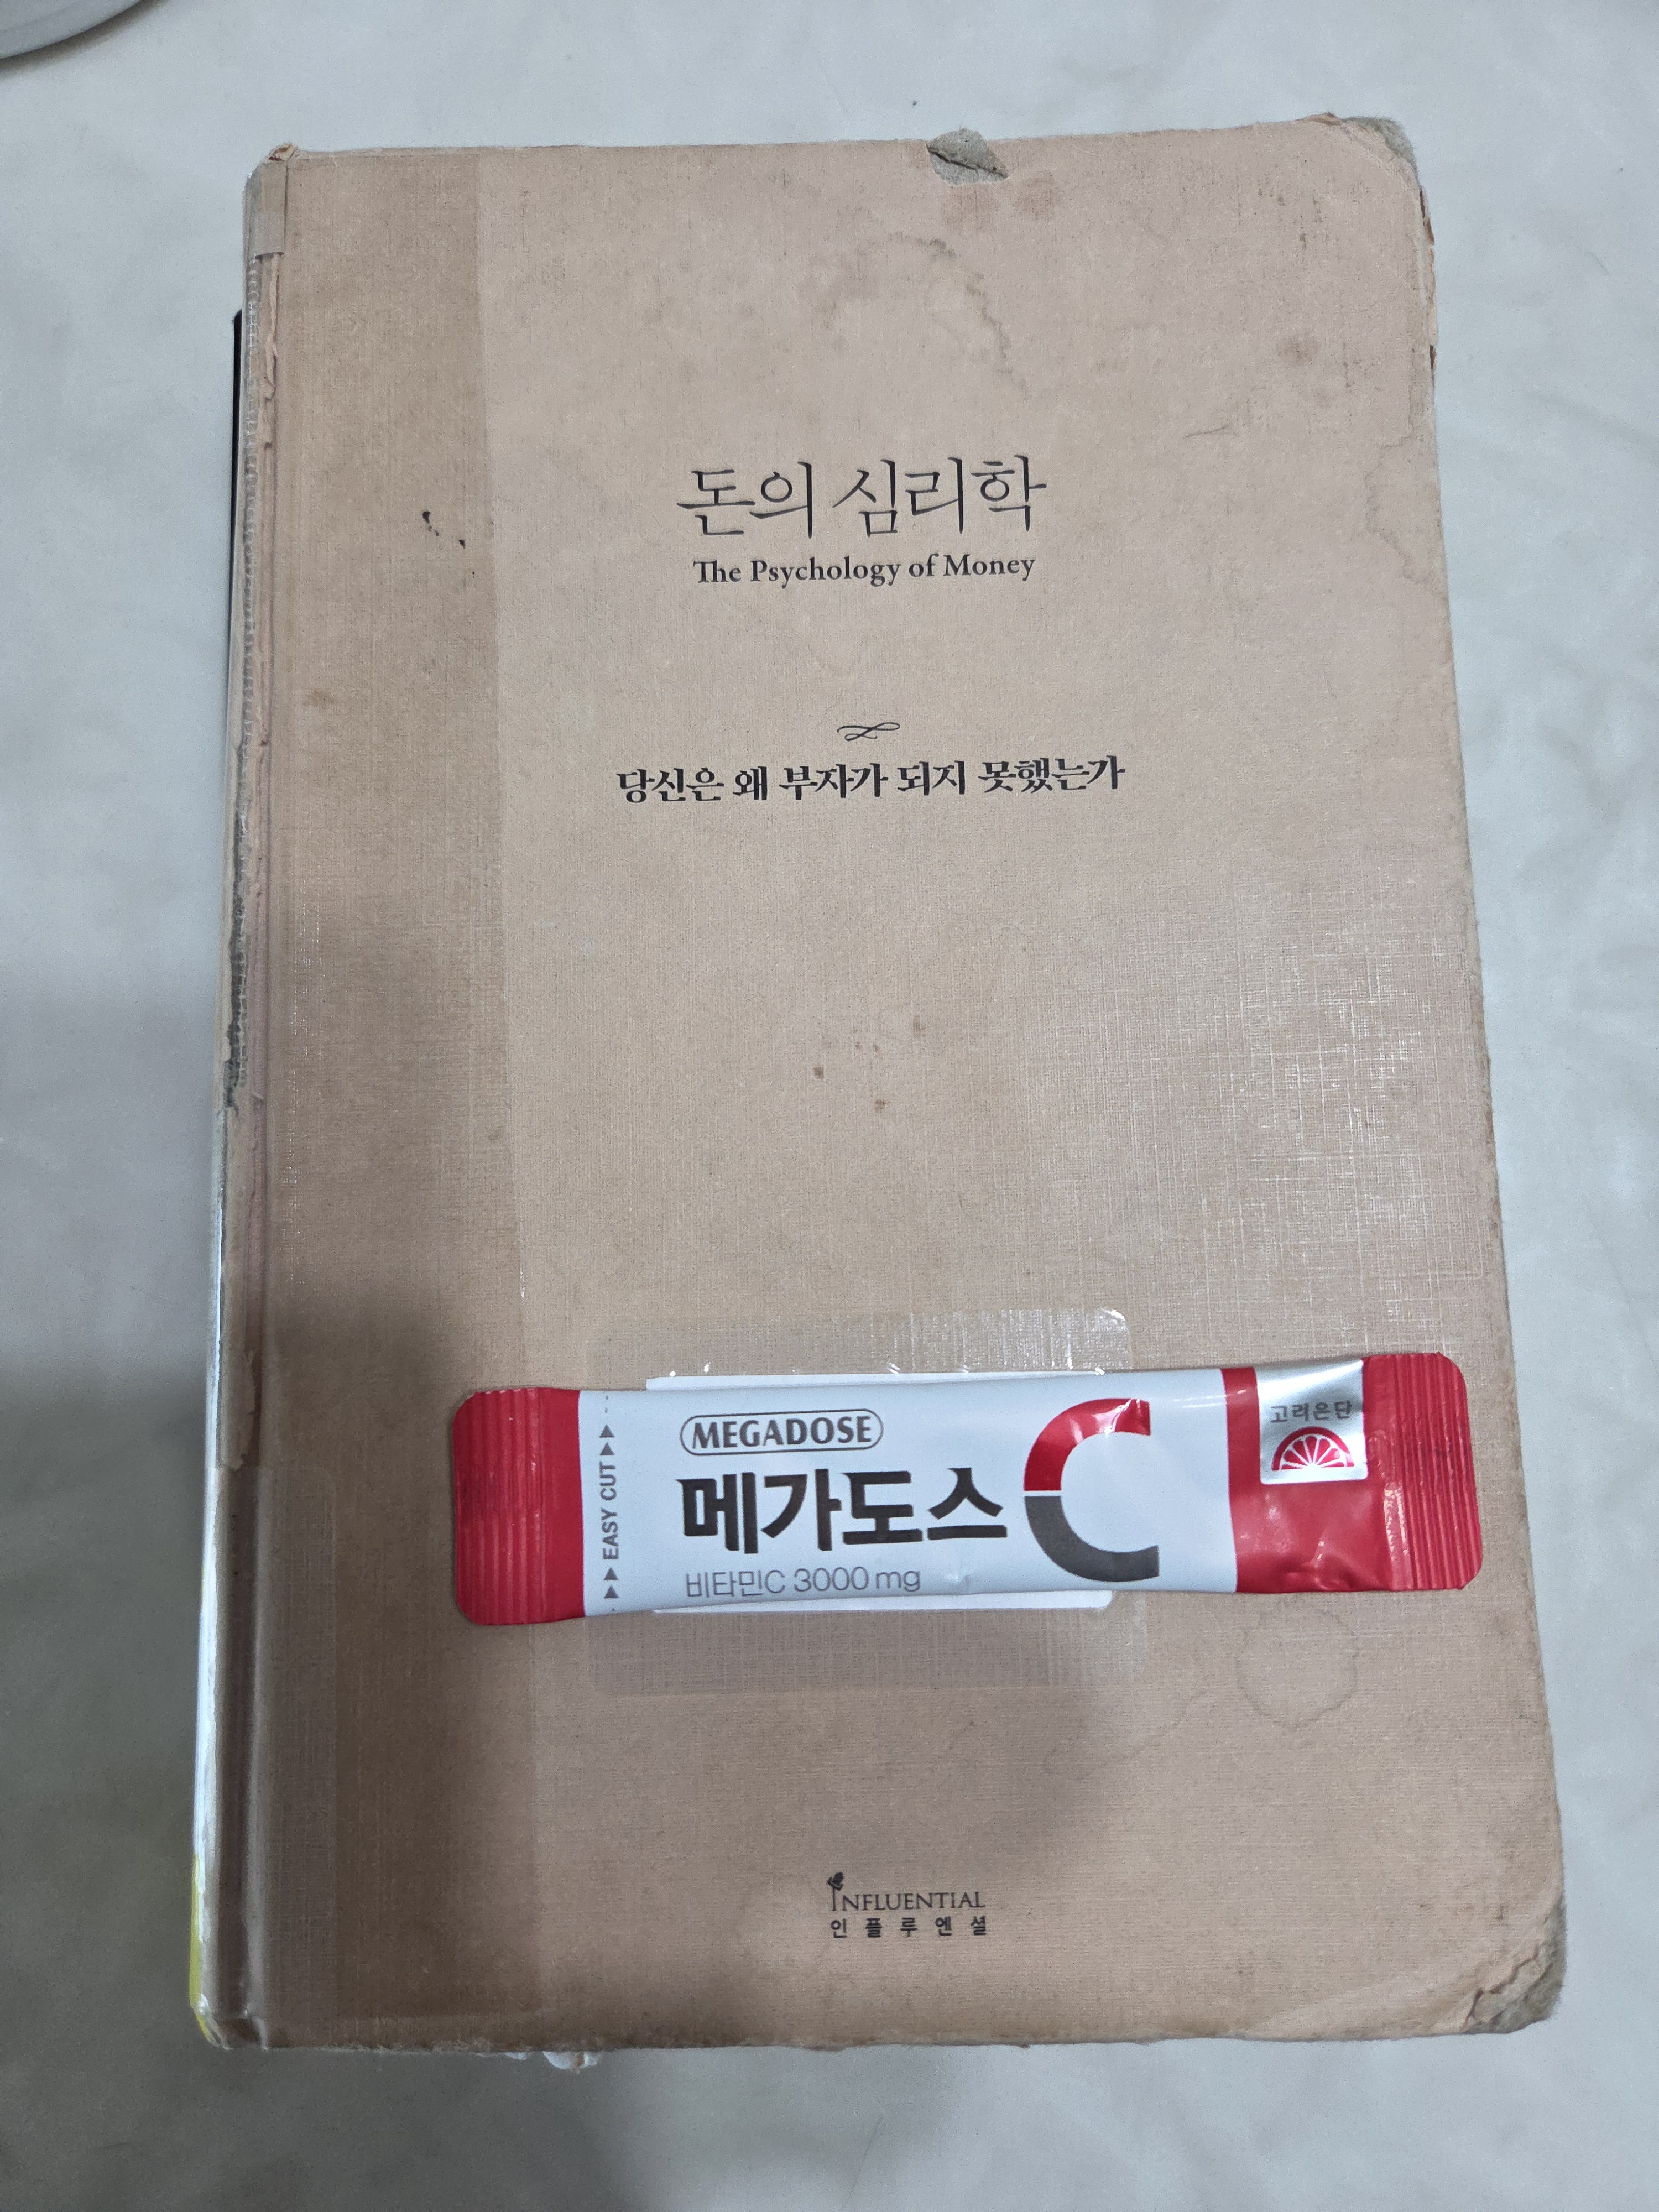 돈의 심리학
The Psychology of Money
당신은 왜 부자가 되지 못했는가
EASY CUT
MEGADOSE
메가도스 C
비타민C 3000 mg
고려은단
INFLUENTIAL
인플루엔셜